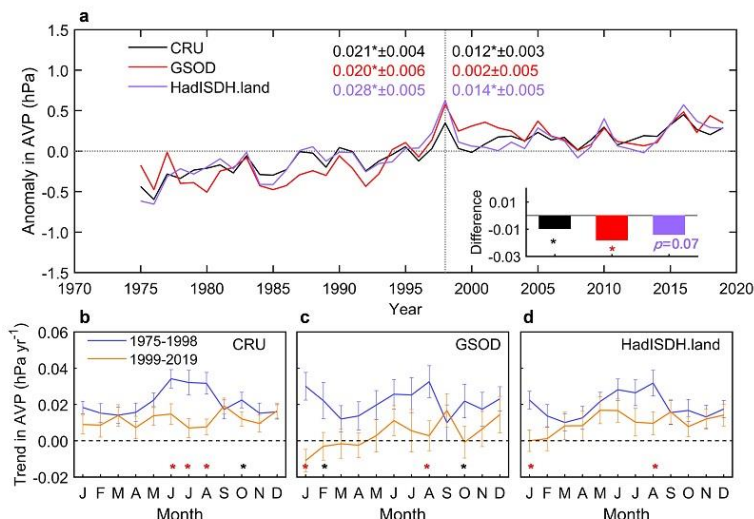 a
CRU 0.021*±0.004 0.012*±0.003
GSOD 0.020*±0.006 0.002±0.005
HadISDH.land 0.028*±0.005 0.014*±0.005
Anomaly in AVP (hPa)
1.5
1.0
0.5
0.0
-0.5
-1.0
-1.5
Difference
0.01
-0.01
-0.03
* * p=0.07
1970 1975 1980 1985 1990 1995 2000 2005 2010 2015 2020
Year
b c d
Trend in AVP (hPa yr⁻¹)
0.06
0.04
0.02
0.00
-0.02
1975-1998 CRU GSOD HadISDH.land
1999-2019
* * * * * * * * * *
J F M A M J J A S O N D J F M A M J J A S O N D J F M A M J J A S O N D
Month Month Month